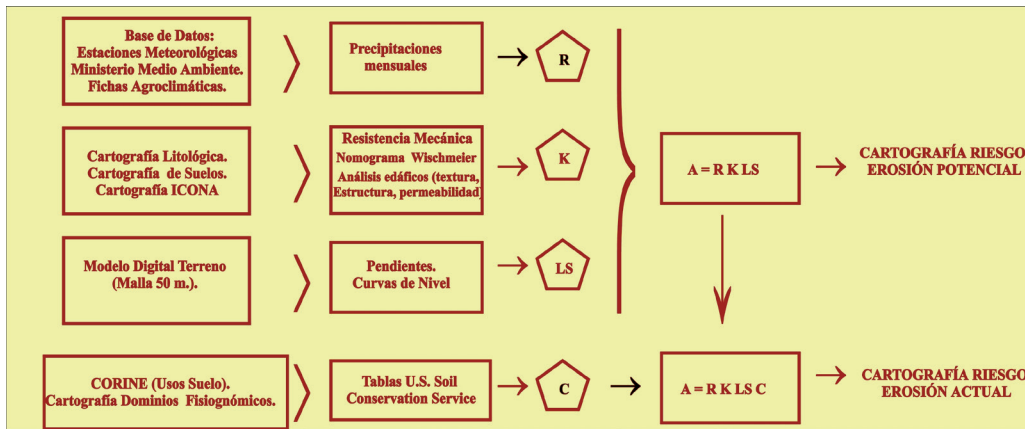 Base de Datos:
Estaciones Meteorológicas
Ministerio Medio Ambiente.
Fichas Agroclimáticas.
Precipitaciones
mensuales
R
Cartografía Litológica.
Cartografía de Suelos.
Cartografía ICONA
Resistencia Mecánica
Nomograma Wischmeier
Análisis edáficos (textura,
Estructura, permeabilidad)
K
A = R K LS
CARTOGRAFÍA RIESGO
EROSIÓN POTENCIAL
Modelo Digital Terreno
(Malla 50 m.).
Pendientes.
Curvas de Nivel
LS
CORINE (Usos Suelo).
Cartografía Dominios Fisiognómicos.
Tablas U.S. Soil
Conservation Service
C
A = R K LS C
CARTOGRAFÍA RIESGO
EROSIÓN ACTUAL